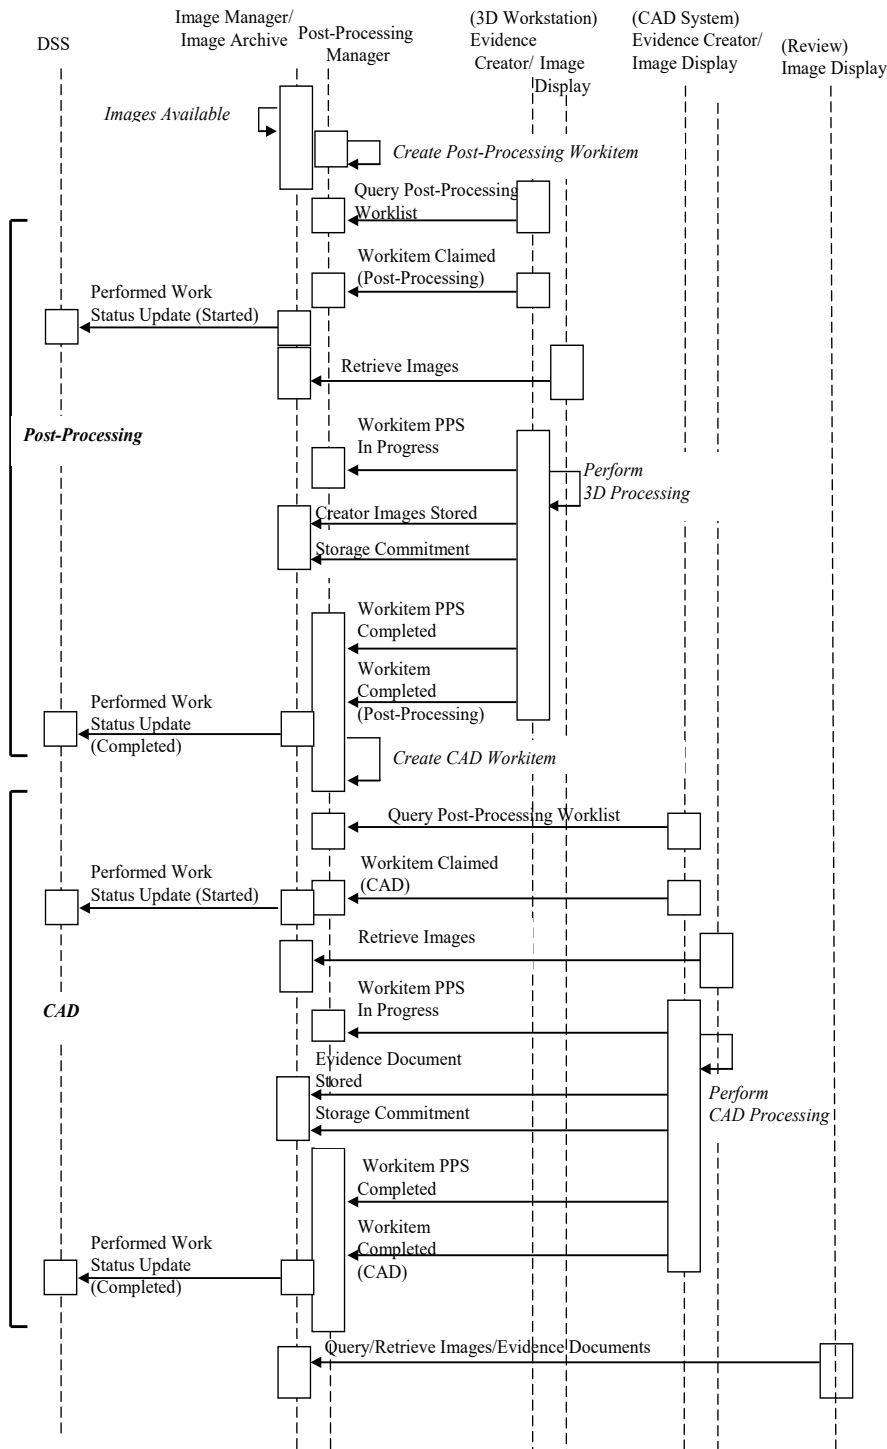 DSS
Image Manager/
Image Archive
Post-Processing
Manager
(3D Workstation)
Evidence
Creator/ Image
Display
(CAD System)
Evidence Creator/
Image Display
(Review)
Image Display
Images Available
Create Post-Processing Workitem
Query Post-Processing
Worklist
Workitem Claimed
(Post-Processing)
Performed Work
Status Update (Started)
Retrieve Images
Post-Processing
Workitem PPS
In Progress
Perform
3D Processing
Creator Images Stored
Storage Commitment
Workitem PPS
Completed
Workitem
Completed
(Post-Processing)
Performed Work
Status Update
(Completed)
Create CAD Workitem
Query Post-Processing Worklist
Workitem Claimed
(CAD)
Performed Work
Status Update (Started)
Retrieve Images
CAD
Workitem PPS
In Progress
Evidence Document
Stored
Perform
CAD Processing
Storage Commitment
Workitem PPS
Completed
Workitem
Completed
(CAD)
Performed Work
Status Update
(Completed)
Query/Retrieve Images/Evidence Documents